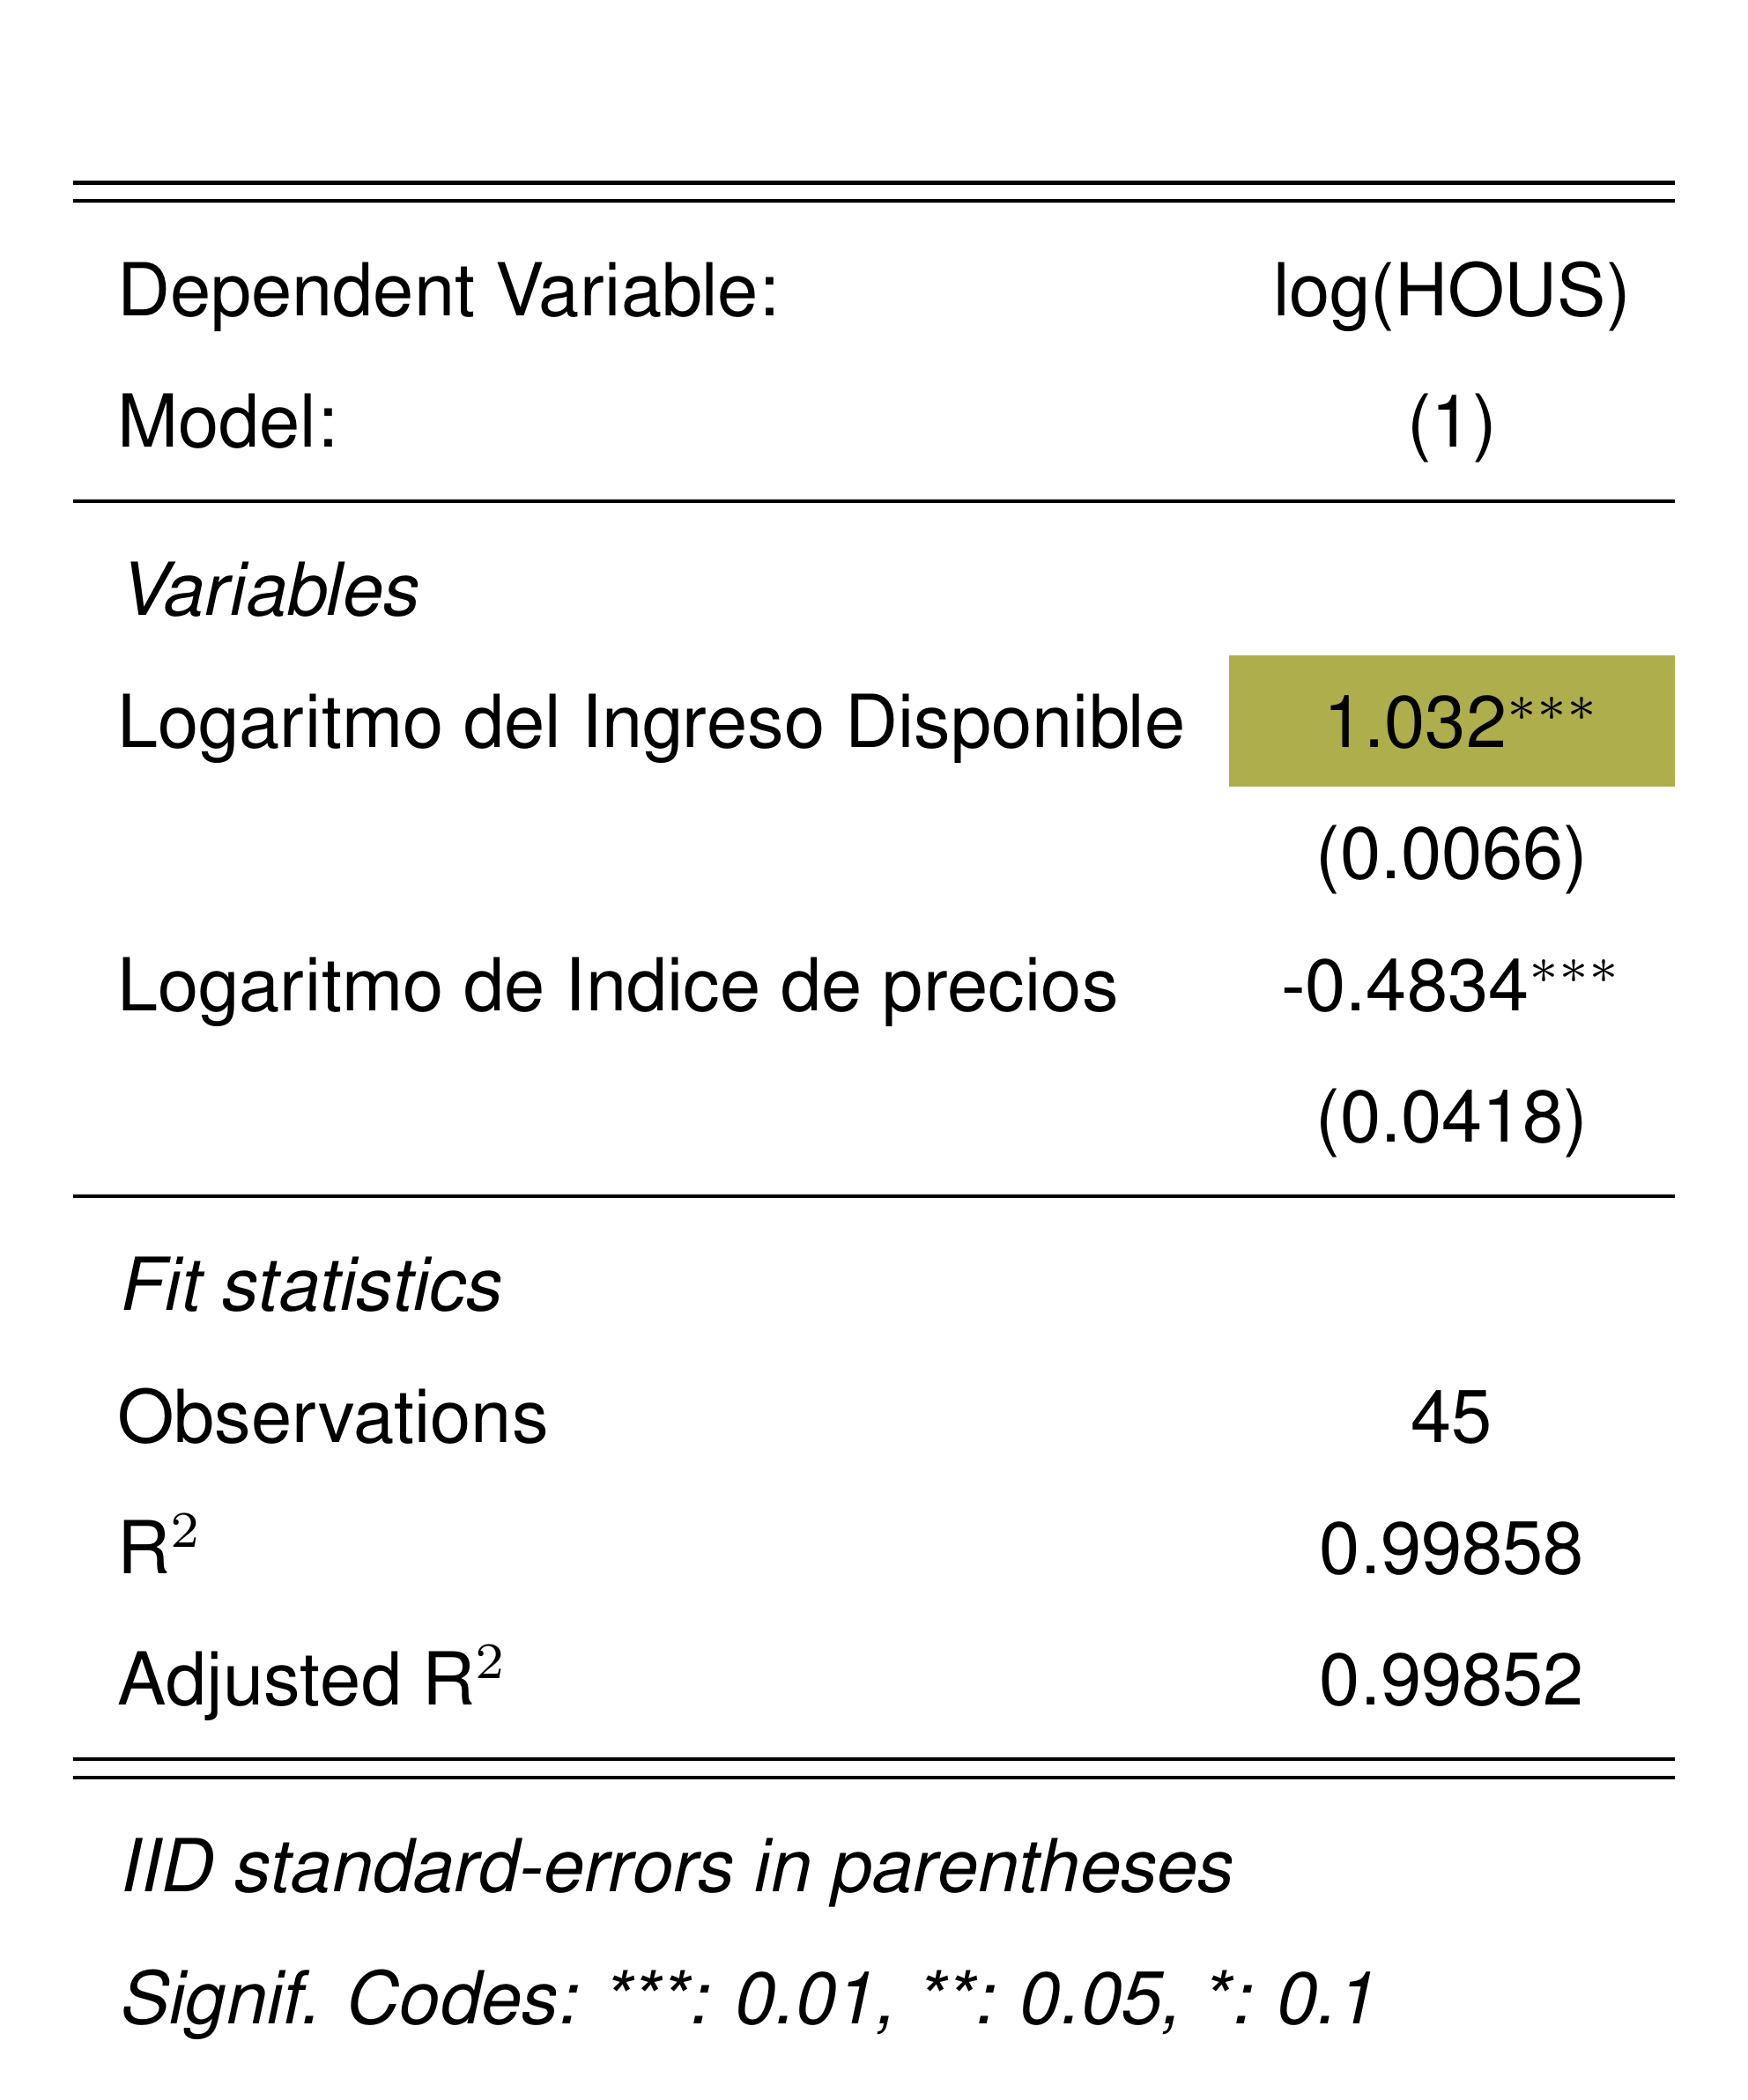 Dependent Variable: log(HOUS)
Model: (1)
Variables
Logaritmo del Ingreso Disponible 1.032***
(0.0066)
Logaritmo de Indice de precios -0.4834***
(0.0418)
Fit statistics
Observations 45
R² 0.99858
Adjusted R² 0.99852
IID standard-errors in parentheses
Signif. Codes: ***: 0.01, **: 0.05, *: 0.1